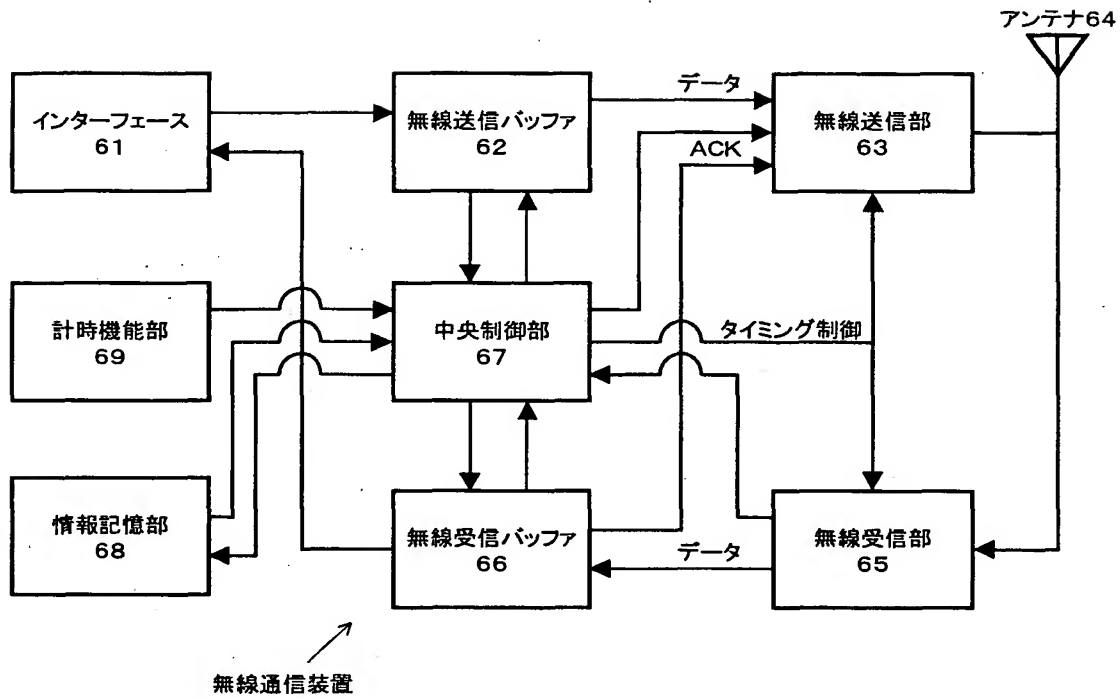 アンテナ64
インターフェース
61
無線送信バッファ
62
データ
無線送信部
63
ACK
計時機能部
69
中央制御部
67
タイミング制御
情報記憶部
68
無線受信バッファ
66
データ
無線受信部
65
無線通信装置